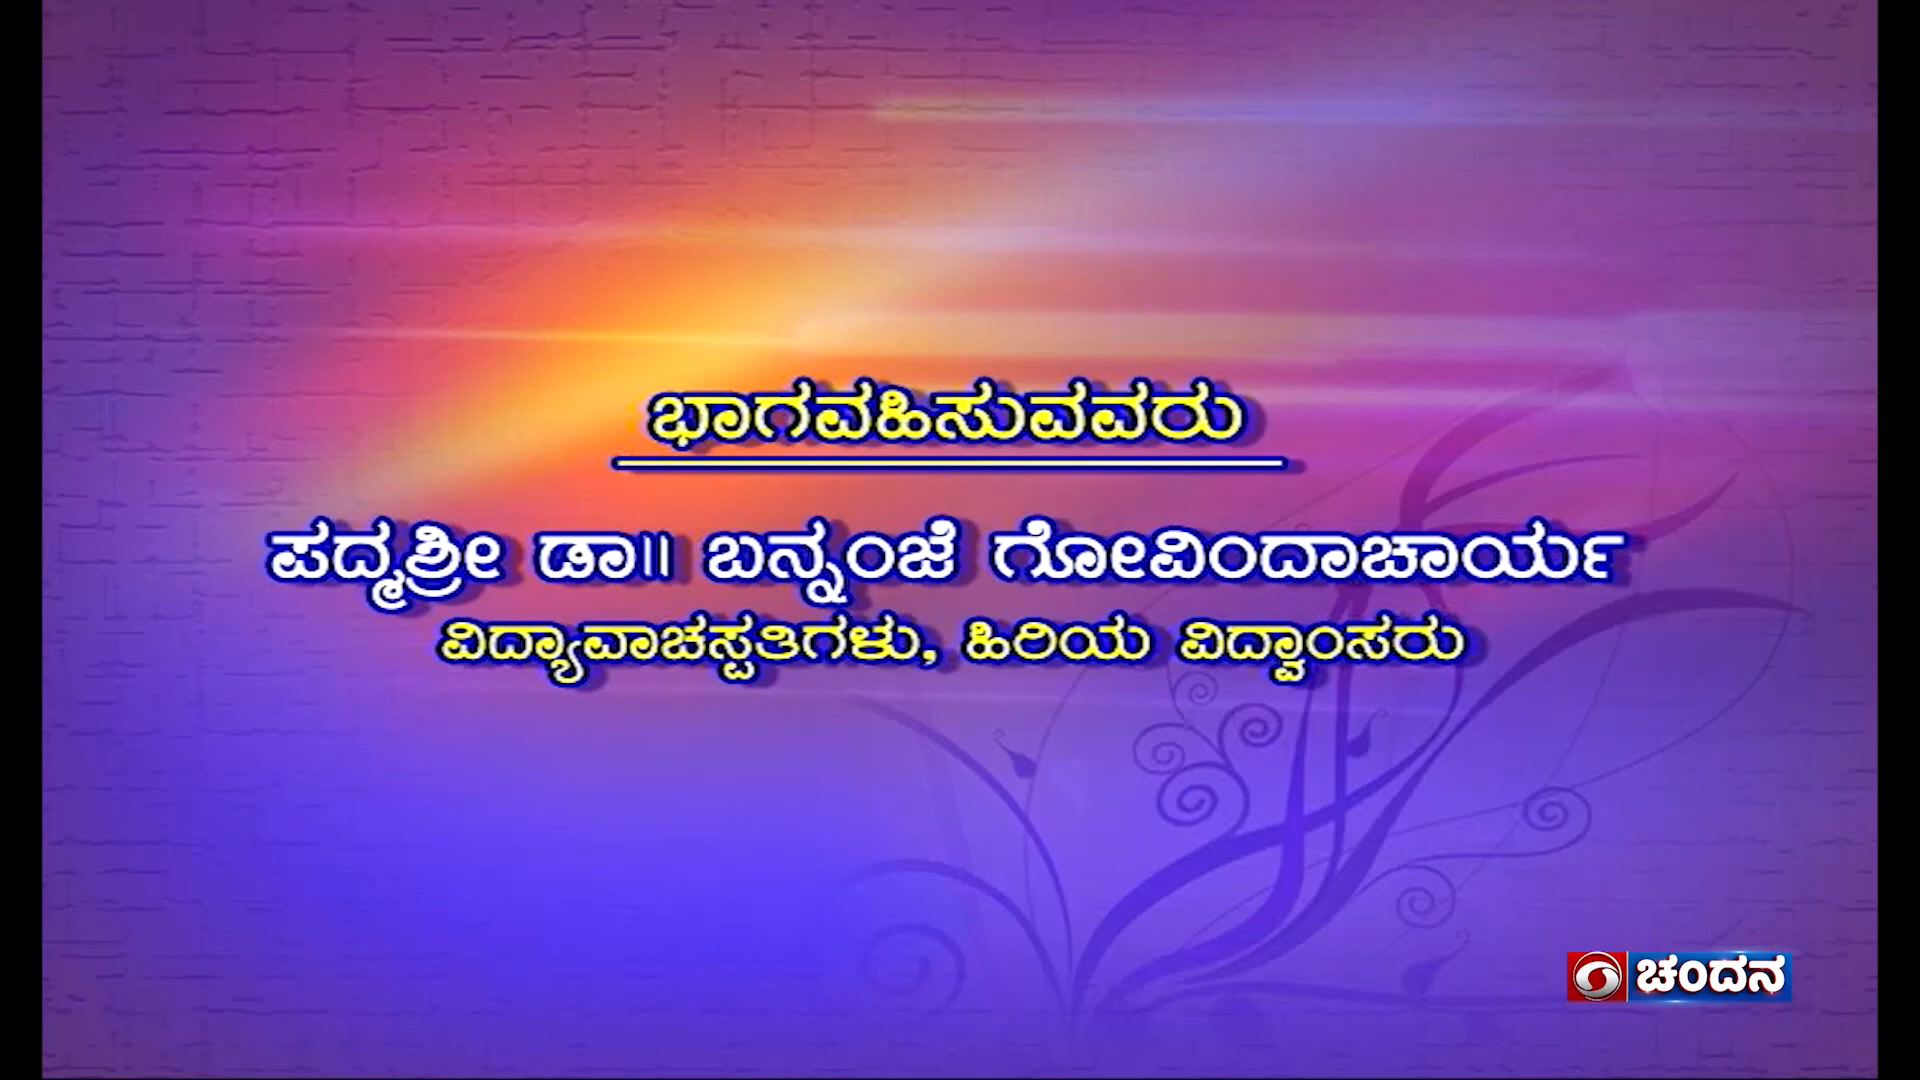 ಭಾಗವಹಿಸುವವರು
ಪದ್ಮಶ್ರೀ ಡಾ॥ ಬನ್ನಂಜೆ ಗೋವಿಂದಾಚಾರ್ಯ
ವಿದ್ಯಾವಾಚಸ್ಪತಿಗಳು, ಹಿರಿಯ ವಿದ್ವಾಂಸರು
ಚಂದನ